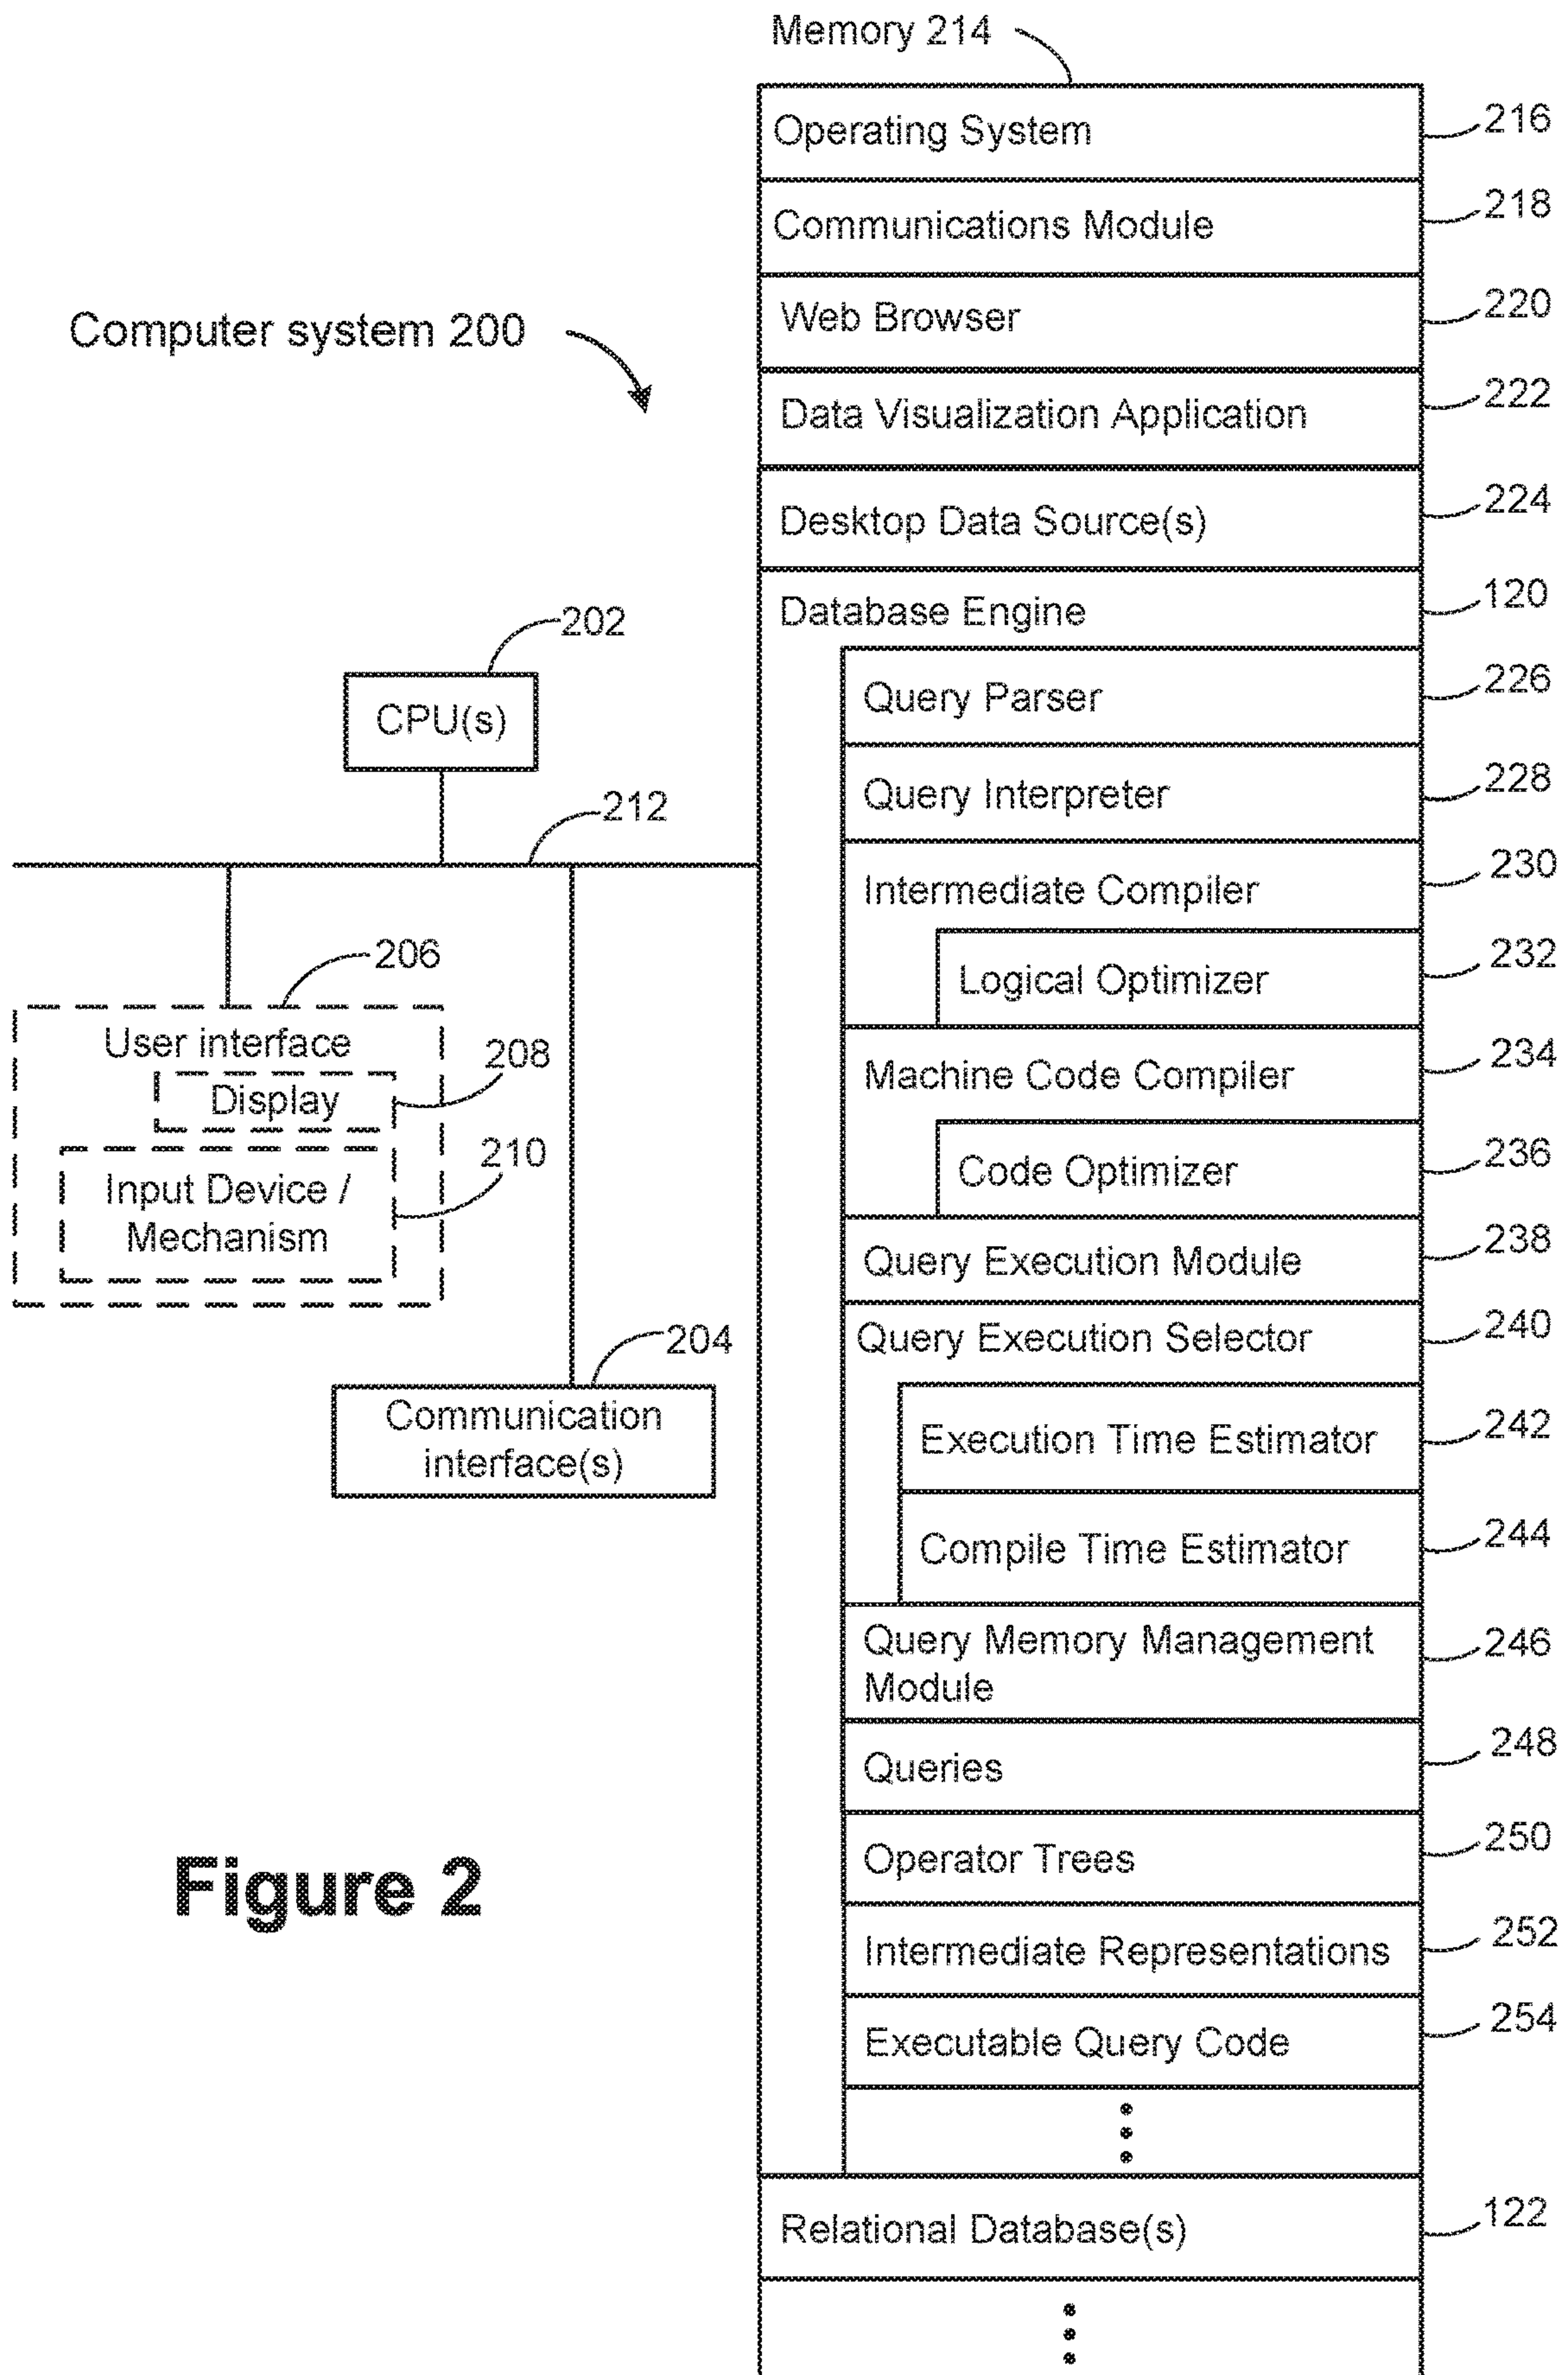 Memory 214
Operating System 216
Communications Module 218
Web Browser 220
Computer system 200
Data Visualization Application 222
Desktop Data Source(s) 224
Database Engine 120
Query Parser 226
Query Interpreter 228
Intermediate Compiler 230
Logical Optimizer 232
Machine Code Compiler 234
Code Optimizer 236
Query Execution Module 238
Query Execution Selector 240
Execution Time Estimator 242
Compile Time Estimator 244
Query Memory Management 246
Module
Queries 248
Operator Trees 250
Intermediate Representations 252
Executable Query Code 254
Relational Database(s) 122
202
CPU(s)
212
206
User interface
208
Display
210
Input Device /
Mechanism
204
Communication
interface(s)
Figure 2